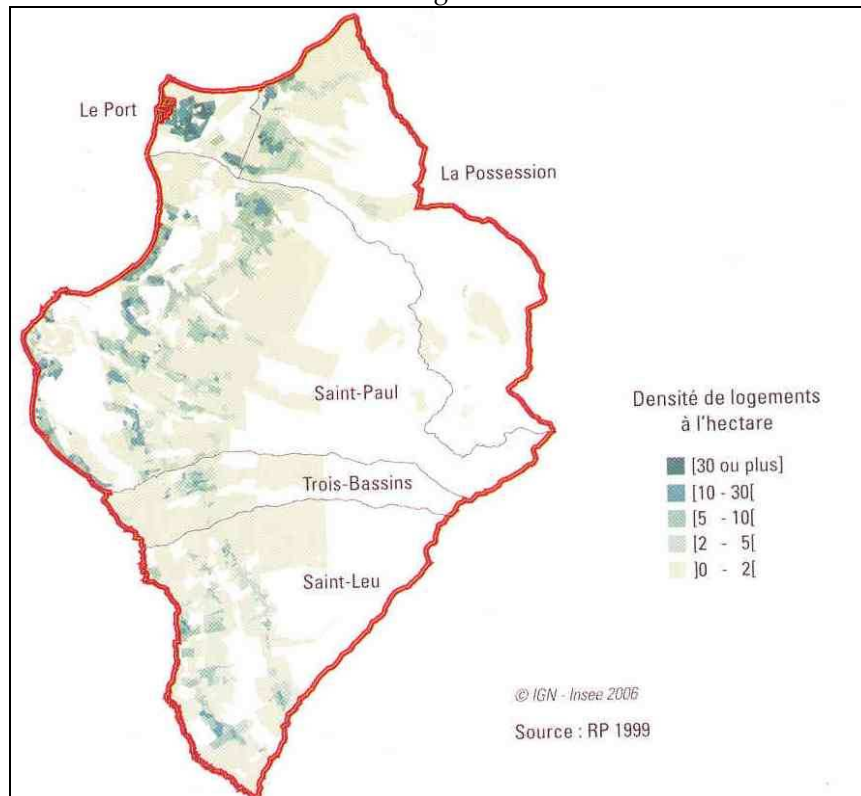 Le Port
La Possession
Saint-Paul
Trois-Bassins
Saint-Leu
Densité de logements
à l'hectare
[30 ou plus]
[10 - 30[
[5 - 10[
[2 - 5[
]0 - 2[
© IGN - Insee 2006
Source : RP 1999